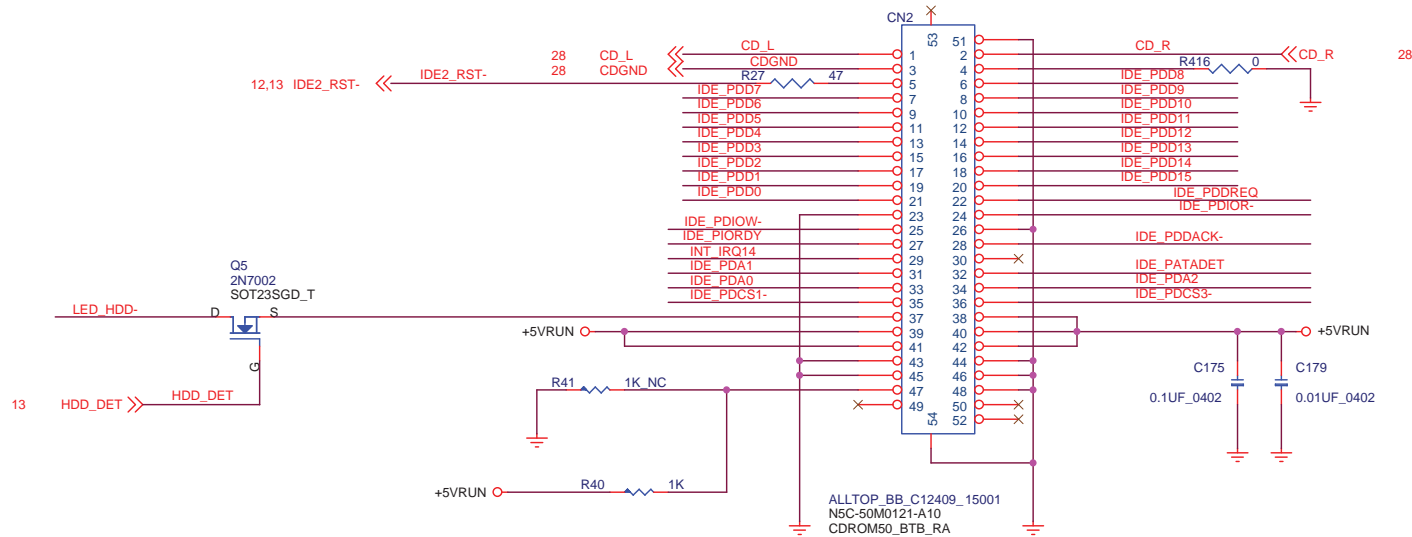 CN2
53
51
28 CD_L CD_L 1 2 CD_R CD_R 28
28 CDGND CDGND 3 4 R416 0
12,13 IDE2_RST- IDE2_RST- R27 47 5 6 IDE_PDD8
IDE_PDD7 7 8 IDE_PDD9
IDE_PDD6 9 10 IDE_PDD10
IDE_PDD5 11 12 IDE_PDD11
IDE_PDD4 13 14 IDE_PDD12
IDE_PDD3 15 16 IDE_PDD13
IDE_PDD2 17 18 IDE_PDD14
IDE_PDD1 19 20 IDE_PDD15
IDE_PDD0 21 22 IDE_PDDREQ
23 24 IDE_PDIOR-
IDE_PDIOW- 25 26
IDE_PIORDY 27 28 IDE_PDDACK-
INT_IRQ14 29 30
IDE_PDA1 31 32 IDE_PATADET
IDE_PDA0 33 34 IDE_PDA2
IDE_PDCS1- 35 36 IDE_PDCS3-
Q5
2N7002
SOT23SGD_T
LED_HDD- D S 37 38
+5VRUN 39 40 +5VRUN
41 42
43 44
G 45 46
C175 C179
0.1UF_0402 0.01UF_0402
R41 1K_NC 47 48
13 HDD_DET HDD_DET 49 50
54 52
+5VRUN R40 1K
ALLTOP_BB_C12409_15001
N5C-50M0121-A10
CDROM50_BTB_RA